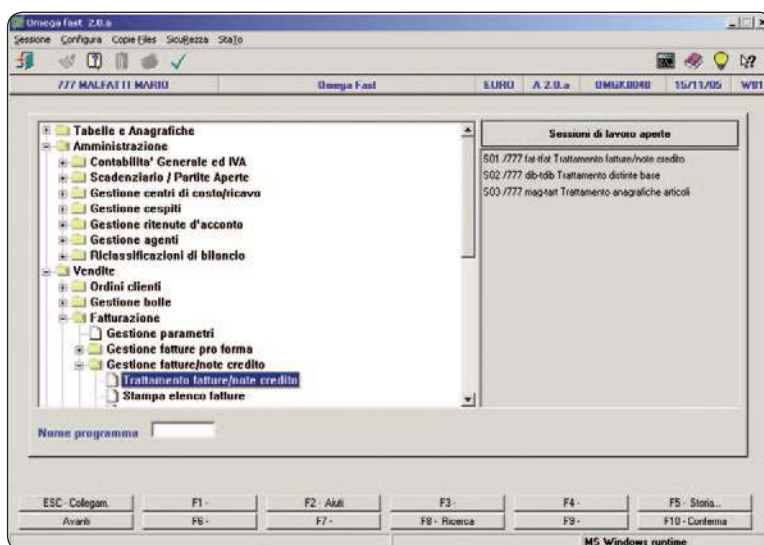 Omega Fast 2.0.a
Sessione Configura Copie Files SicuRezza StaTo
777 MALFATTI MARIO Omega Fast EURO A 2.0.a OMGK0040 15/11/05 W01
Tabelle e Anagrafiche
Amministrazione
Contabilita' Generale ed IVA
Scadenziario / Partite Aperte
Gestione centri di costo/ricavo
Gestione cespiti
Gestione ritenute d'acconto
Gestione agenti
Riclassificazioni di bilancio
Vendite
Ordini clienti
Gestione bolle
Fatturazione
Gestione parametri
Gestione fatture pro forma
Gestione fatture/note credito
Trattamento fatture/note credito
Stampa elenco fatture
Sessioni di lavoro aperte
S01 /777 fat-tfat Trattamento fatture/note credito
S02 /777 db-tdb Trattamento distinte base
S03 /777 mag-tart Trattamento anagrafiche articoli
Nome programma
ESC - Collegam. F1 - F2 - Aiuti F3 - F4 - F5 - Storia...
Avanti F6 - F7 - F8 - Ricerca F9 - F10 - Conferma
MS Windows runtime